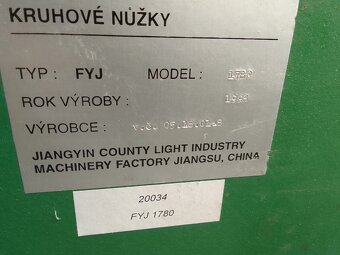 KRUHOVÉ NŮŽKY
TYP: FYJ MODEL: 1780
ROK VÝROBY:
VÝROBCE: v.č.
JIANGYIN COUNTY LIGHT INDUSTRY
MACHINERY FACTORY JIANGSU, CHINA
20034
FYJ 1780